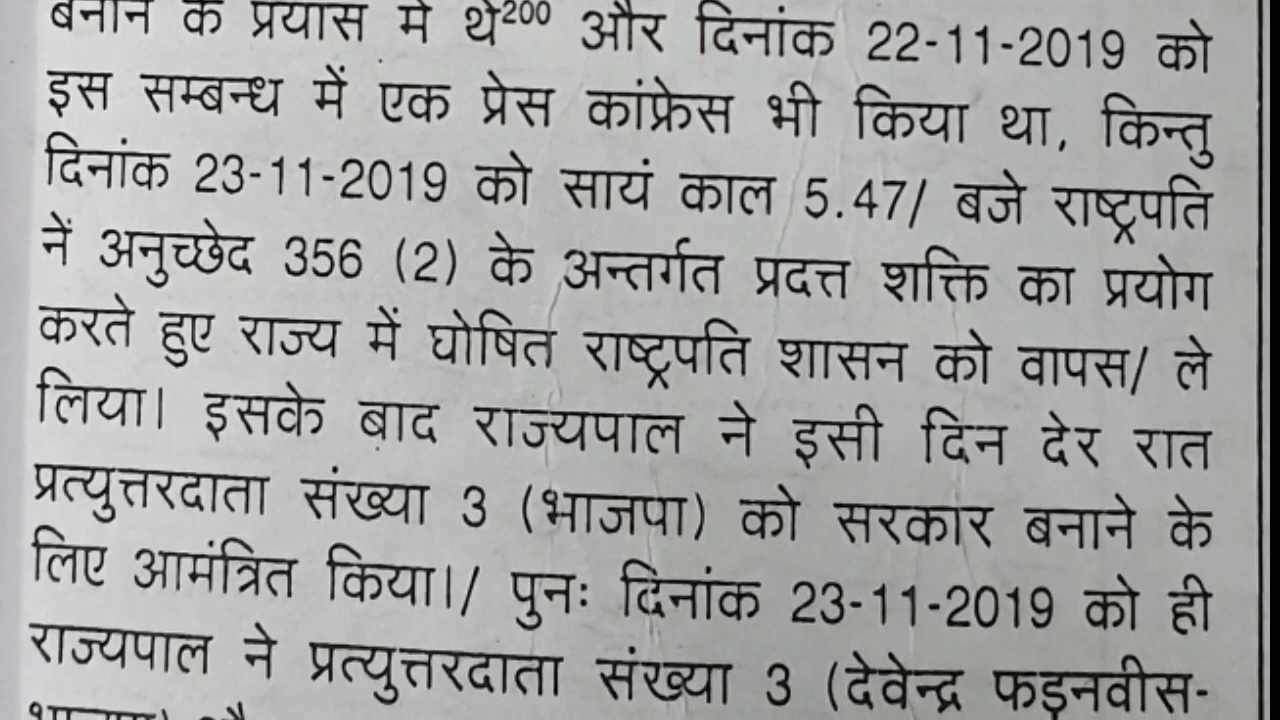 बनाने के प्रयास में थे²⁰⁰ और दिनांक 22-11-2019 को
इस सम्बन्ध में एक प्रेस कांफ्रेस भी किया था, किन्तु
दिनांक 23-11-2019 को सायं काल 5.47/ बजे राष्ट्रपति
नें अनुच्छेद 356 (2) के अन्तर्गत प्रदत्त शक्ति का प्रयोग
करते हुए राज्य में घोषित राष्ट्रपति शासन को वापस/ ले
लिया। इसके बाद राज्यपाल ने इसी दिन देर रात
प्रत्युत्तरदाता संख्या 3 (भाजपा) को सरकार बनाने के
लिए आमंत्रित किया।/ पुनः दिनांक 23-11-2019 को ही
राज्यपाल ने प्रत्युत्तरदाता संख्या 3 (देवेन्द्र फड़नवीस-